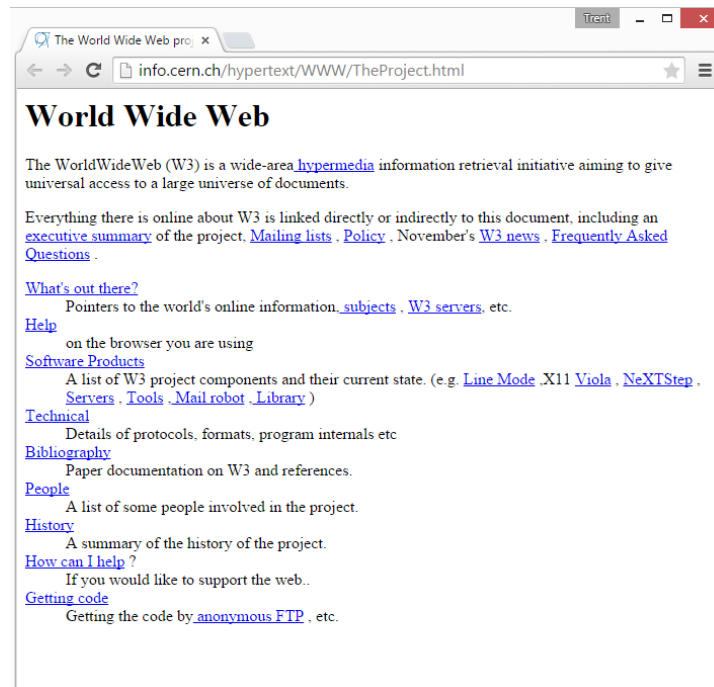 Trent
The World Wide Web proj
info.cern.ch/hypertext/WWW/TheProject.html
World Wide Web
The WorldWideWeb (W3) is a wide-area hypermedia information retrieval initiative aiming to give
universal access to a large universe of documents.
Everything there is online about W3 is linked directly or indirectly to this document, including an
executive summary of the project, Mailing lists , Policy , November's W3 news , Frequently Asked
Questions .
What's out there?
Pointers to the world's online information, subjects , W3 servers, etc.
Help
on the browser you are using
Software Products
A list of W3 project components and their current state. (e.g. Line Mode ,X11 Viola , NeXTStep ,
Servers , Tools , Mail robot , Library )
Technical
Details of protocols, formats, program internals etc
Bibliography
Paper documentation on W3 and references.
People
A list of some people involved in the project.
History
A summary of the history of the project.
How can I help ?
If you would like to support the web..
Getting code
Getting the code by anonymous FTP , etc.